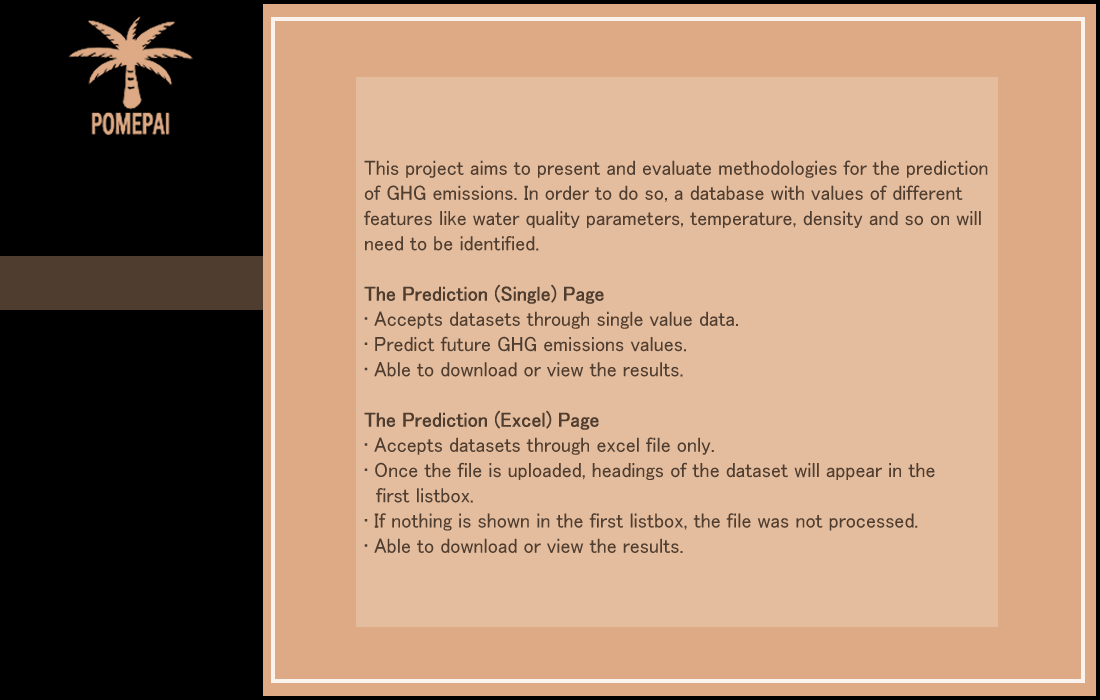 POMEPAI
This project aims to present and evaluate methodologies for the prediction
of GHG emissions. In order to do so, a database with values of different
features like water quality parameters, temperature, density and so on will
need to be identified.
The Prediction (Single) Page
· Accepts datasets through single value data.
· Predict future GHG emissions values.
· Able to download or view the results.
The Prediction (Excel) Page
· Accepts datasets through excel file only.
· Once the file is uploaded, headings of the dataset will appear in the
first listbox.
· If nothing is shown in the first listbox, the file was not processed.
· Able to download or view the results.